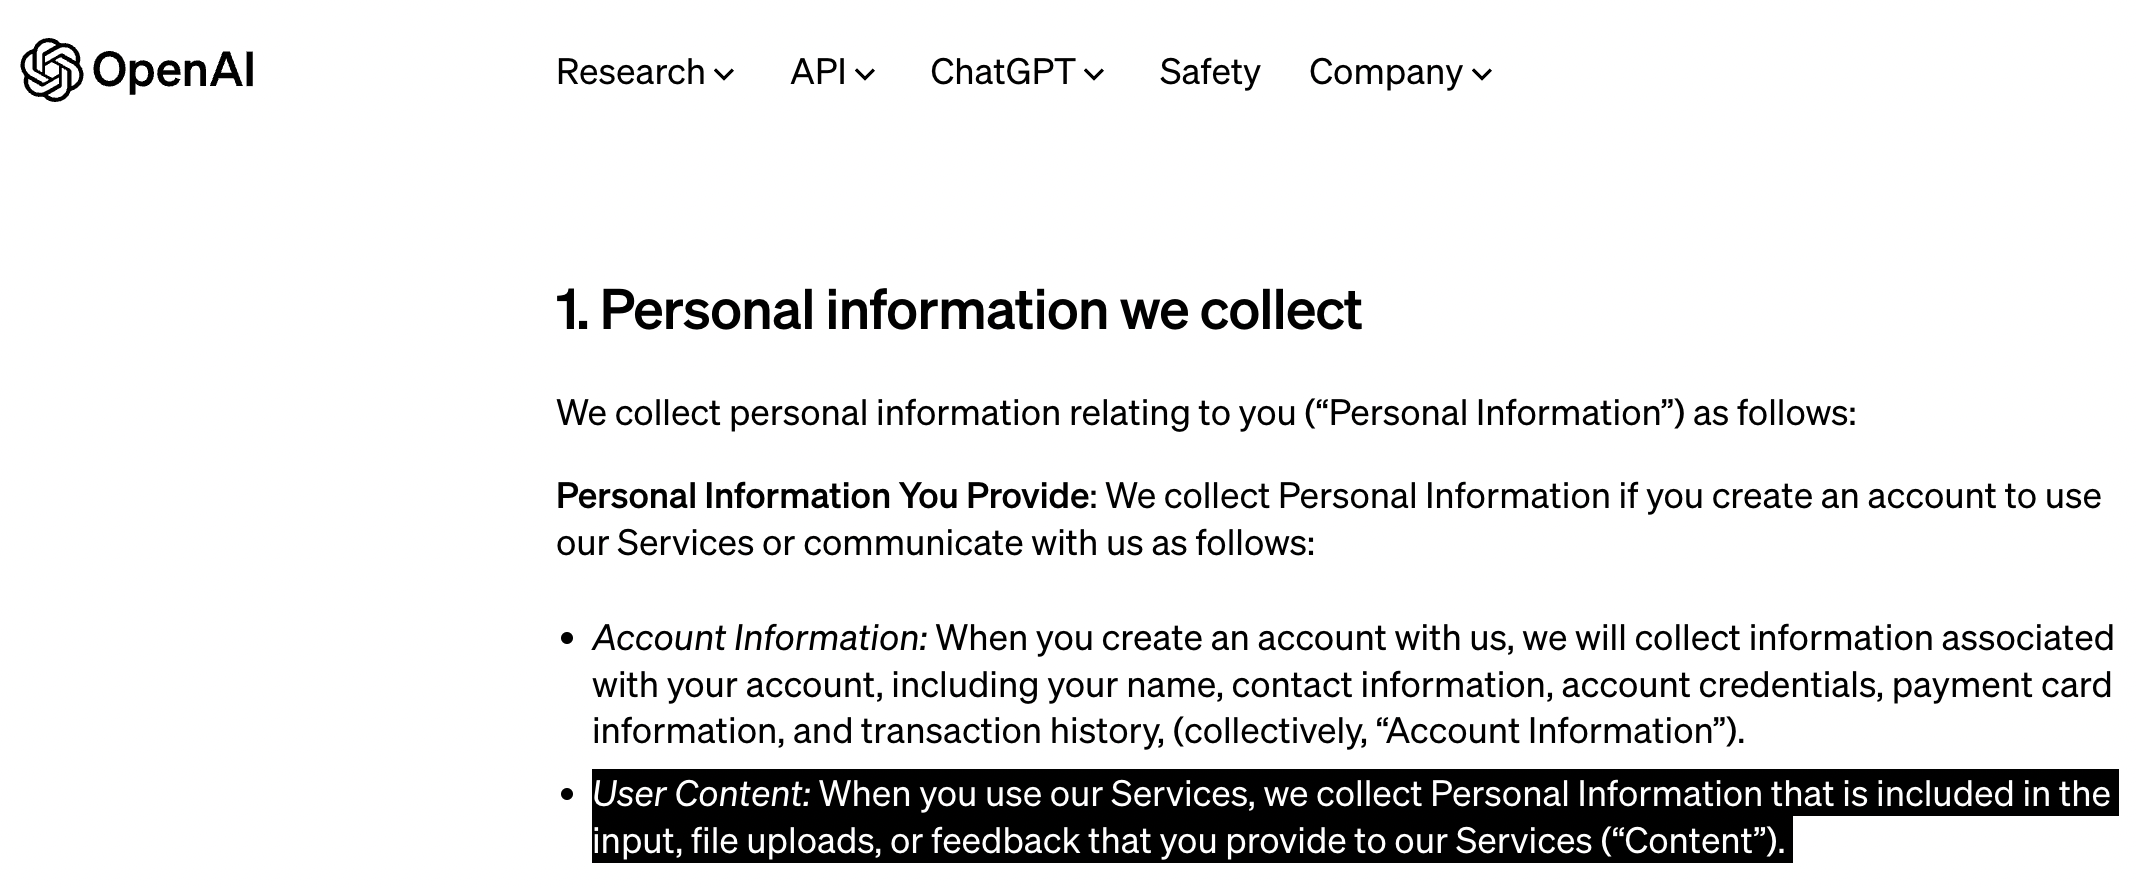 OpenAI
Research API ChatGPT Safety Company
1. Personal information we collect
We collect personal information relating to you (“Personal Information”) as follows:
Personal Information You Provide: We collect Personal Information if you create an account to use
our Services or communicate with us as follows:
• Account Information: When you create an account with us, we will collect information associated
with your account, including your name, contact information, account credentials, payment card
information, and transaction history, (collectively, “Account Information”).
• User Content: When you use our Services, we collect Personal Information that is included in the
input, file uploads, or feedback that you provide to our Services (“Content”).